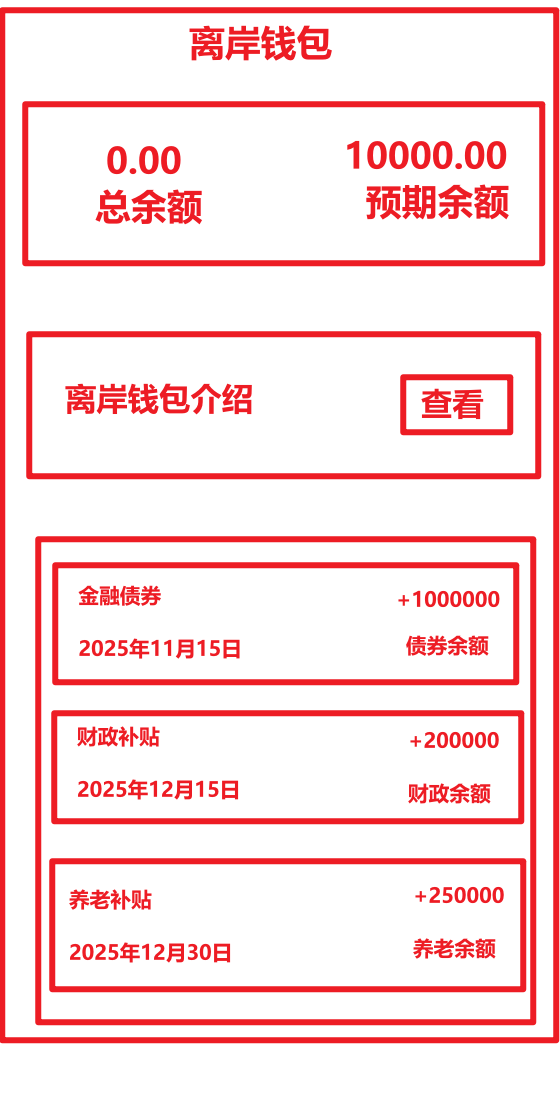 离岸钱包
0.00
10000.00
总余额
预期余额
离岸钱包介绍
查看
金融债券
+1000000
2025年11月15日
债券余额
财政补贴
+200000
2025年12月15日
财政余额
养老补贴
+250000
2025年12月30日
养老余额